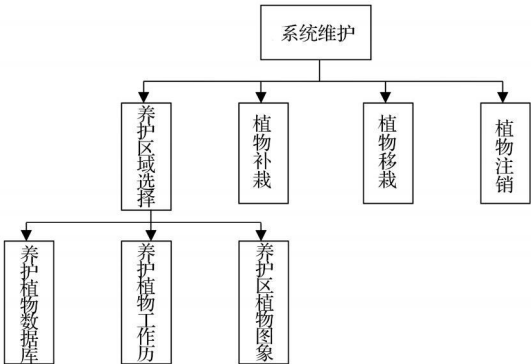 系统维护
养护区域选择
植物补栽
植物移栽
植物注销
养护植物数据库
养护植物工作历
养护区植物图象